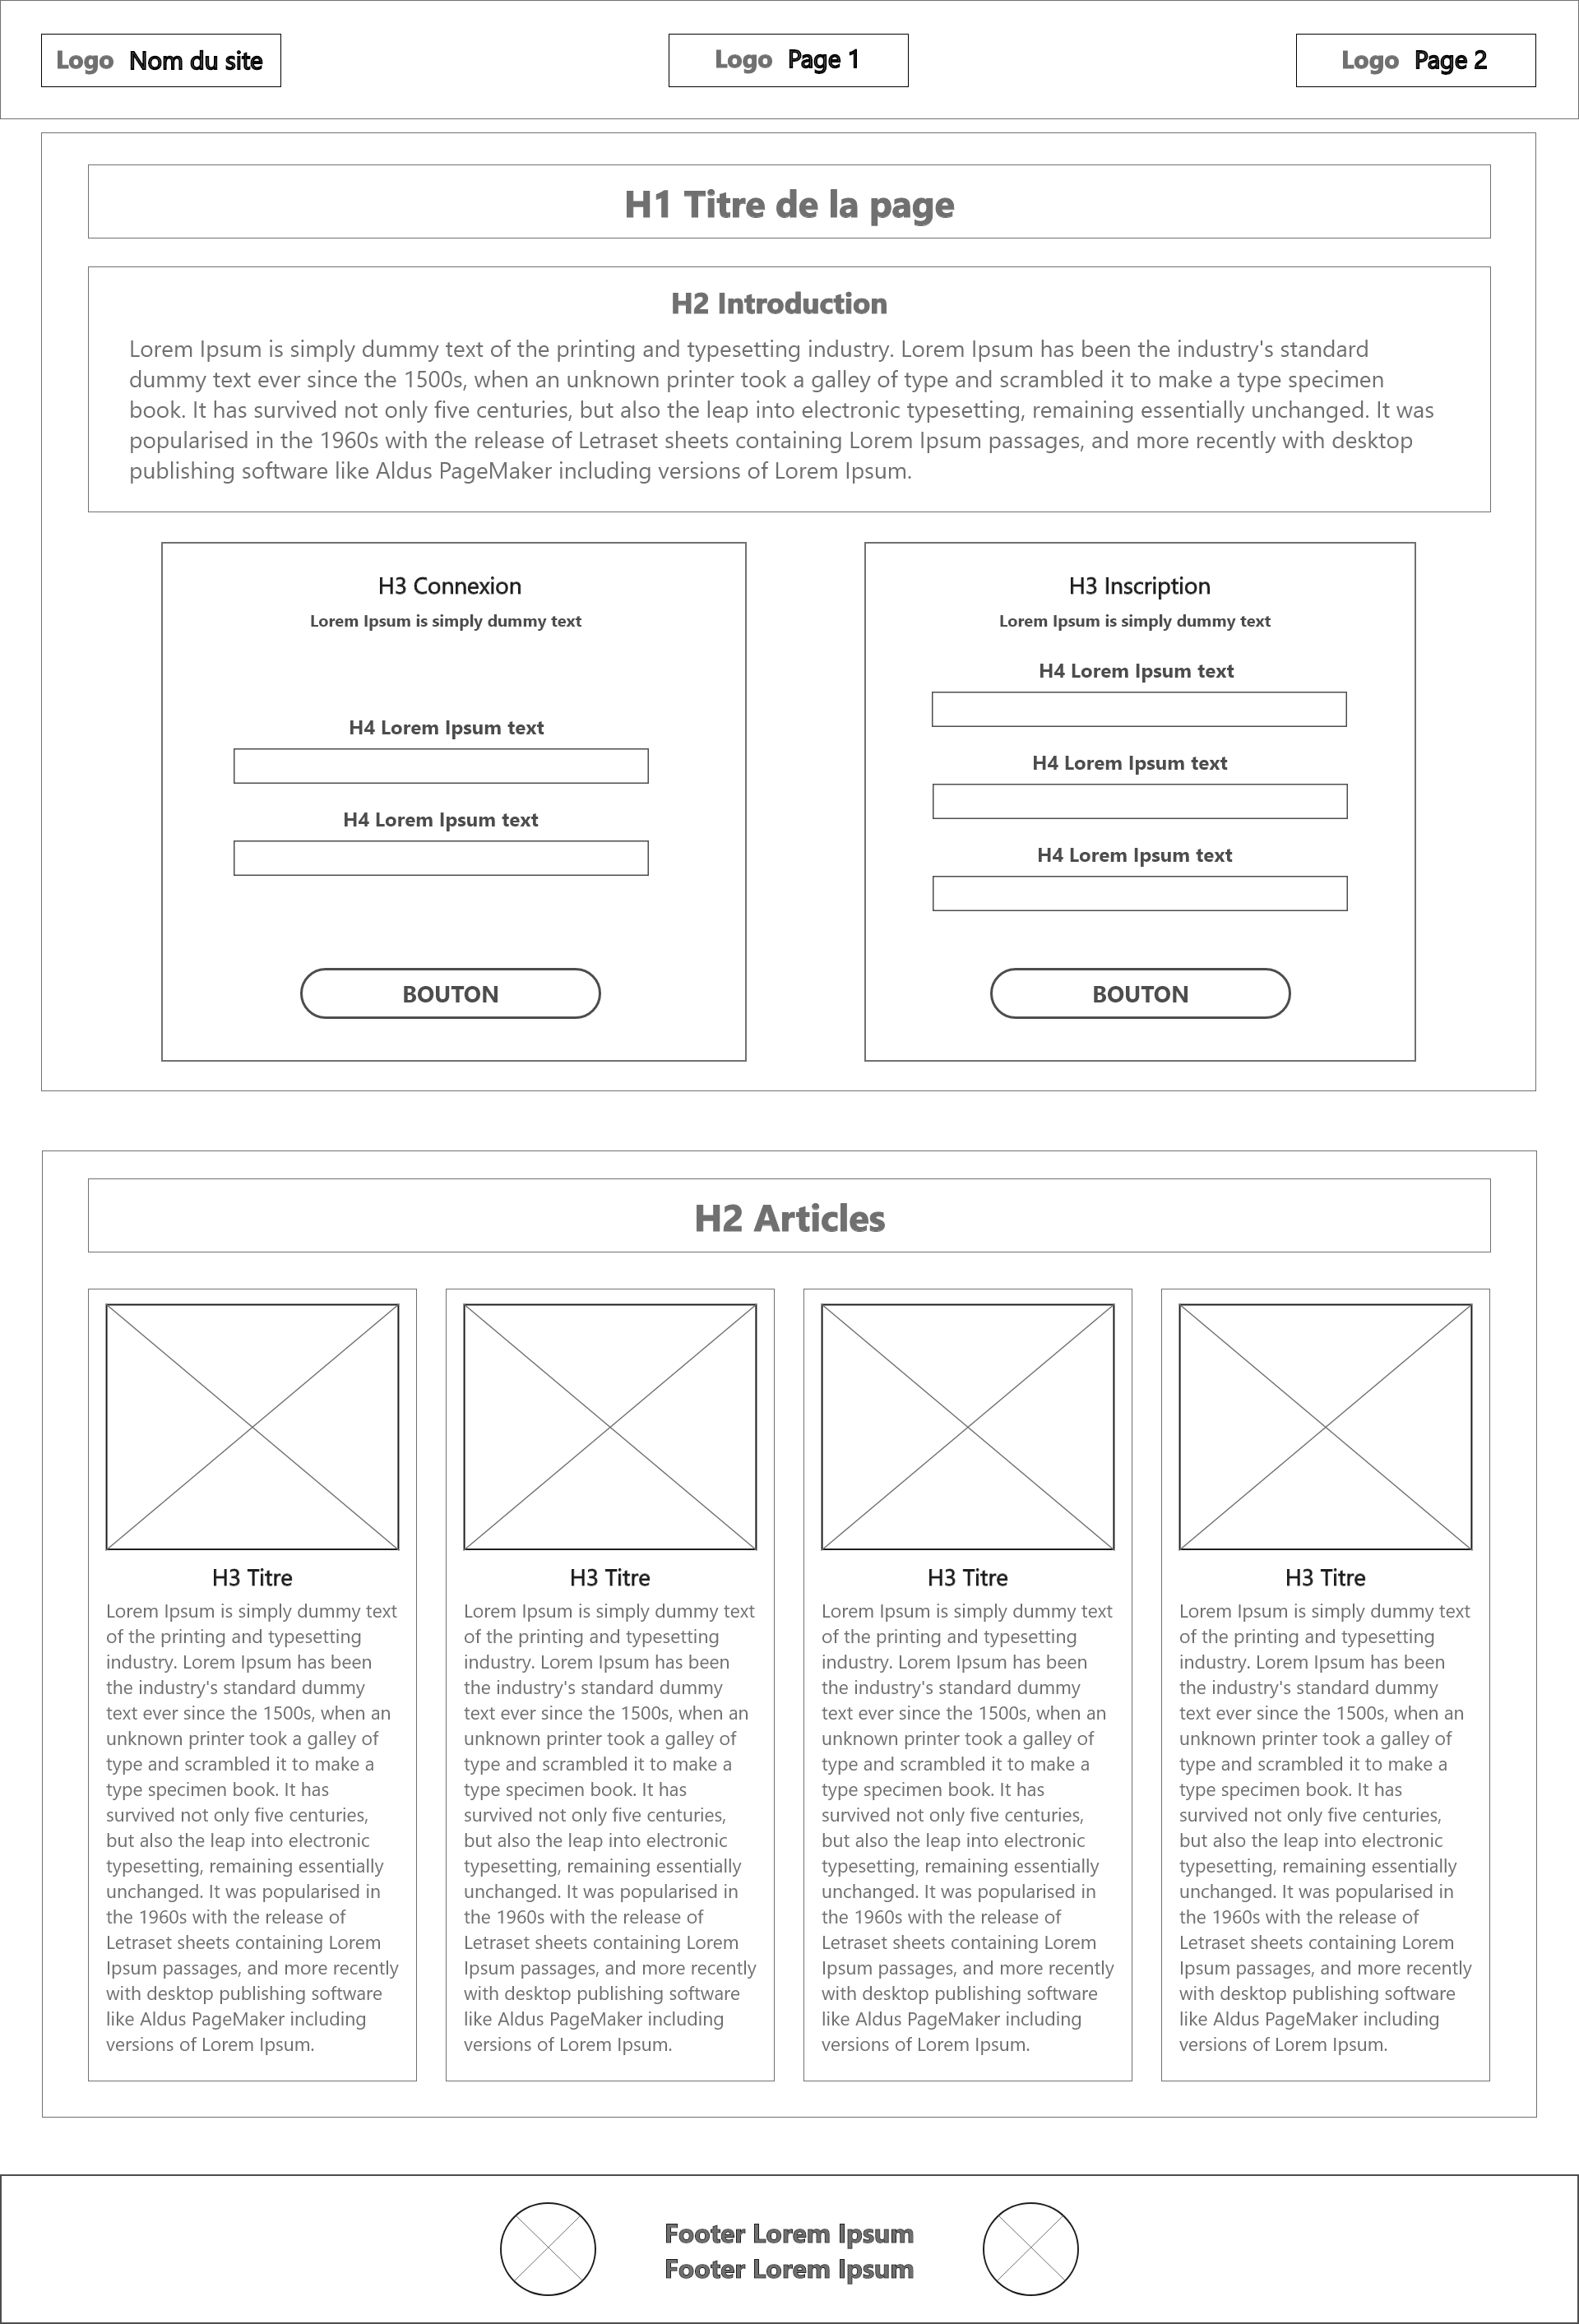 Logo Nom du site
Logo Page 1
Logo Page 2
H1 Titre de la page
H2 Introduction
Lorem Ipsum is simply dummy text of the printing and typesetting industry. Lorem Ipsum has been the industry's standard
dummy text ever since the 1500s, when an unknown printer took a galley of type and scrambled it to make a type specimen
book. It has survived not only five centuries, but also the leap into electronic typesetting, remaining essentially unchanged. It was
popularised in the 1960s with the release of Letraset sheets containing Lorem Ipsum passages, and more recently with desktop
publishing software like Aldus PageMaker including versions of Lorem Ipsum.
H3 Connexion
Lorem Ipsum is simply dummy text
H4 Lorem Ipsum text
H4 Lorem Ipsum text
BOUTON
H3 Inscription
Lorem Ipsum is simply dummy text
H4 Lorem Ipsum text
H4 Lorem Ipsum text
H4 Lorem Ipsum text
BOUTON
H2 Articles
H3 Titre
Lorem Ipsum is simply dummy text
of the printing and typesetting
industry. Lorem Ipsum has been
the industry's standard dummy
text ever since the 1500s, when an
unknown printer took a galley of
type and scrambled it to make a
type specimen book. It has
survived not only five centuries,
but also the leap into electronic
typesetting, remaining essentially
unchanged. It was popularised in
the 1960s with the release of
Letraset sheets containing Lorem
Ipsum passages, and more recently
with desktop publishing software
like Aldus PageMaker including
versions of Lorem Ipsum.
H3 Titre
Lorem Ipsum is simply dummy text
of the printing and typesetting
industry. Lorem Ipsum has been
the industry's standard dummy
text ever since the 1500s, when an
unknown printer took a galley of
type and scrambled it to make a
type specimen book. It has
survived not only five centuries,
but also the leap into electronic
typesetting, remaining essentially
unchanged. It was popularised in
the 1960s with the release of
Letraset sheets containing Lorem
Ipsum passages, and more recently
with desktop publishing software
like Aldus PageMaker including
versions of Lorem Ipsum.
H3 Titre
Lorem Ipsum is simply dummy text
of the printing and typesetting
industry. Lorem Ipsum has been
the industry's standard dummy
text ever since the 1500s, when an
unknown printer took a galley of
type and scrambled it to make a
type specimen book. It has
survived not only five centuries,
but also the leap into electronic
typesetting, remaining essentially
unchanged. It was popularised in
the 1960s with the release of
Letraset sheets containing Lorem
Ipsum passages, and more recently
with desktop publishing software
like Aldus PageMaker including
versions of Lorem Ipsum.
H3 Titre
Lorem Ipsum is simply dummy text
of the printing and typesetting
industry. Lorem Ipsum has been
the industry's standard dummy
text ever since the 1500s, when an
unknown printer took a galley of
type and scrambled it to make a
type specimen book. It has
survived not only five centuries,
but also the leap into electronic
typesetting, remaining essentially
unchanged. It was popularised in
the 1960s with the release of
Letraset sheets containing Lorem
Ipsum passages, and more recently
with desktop publishing software
like Aldus PageMaker including
versions of Lorem Ipsum.
Footer Lorem Ipsum
Footer Lorem Ipsum